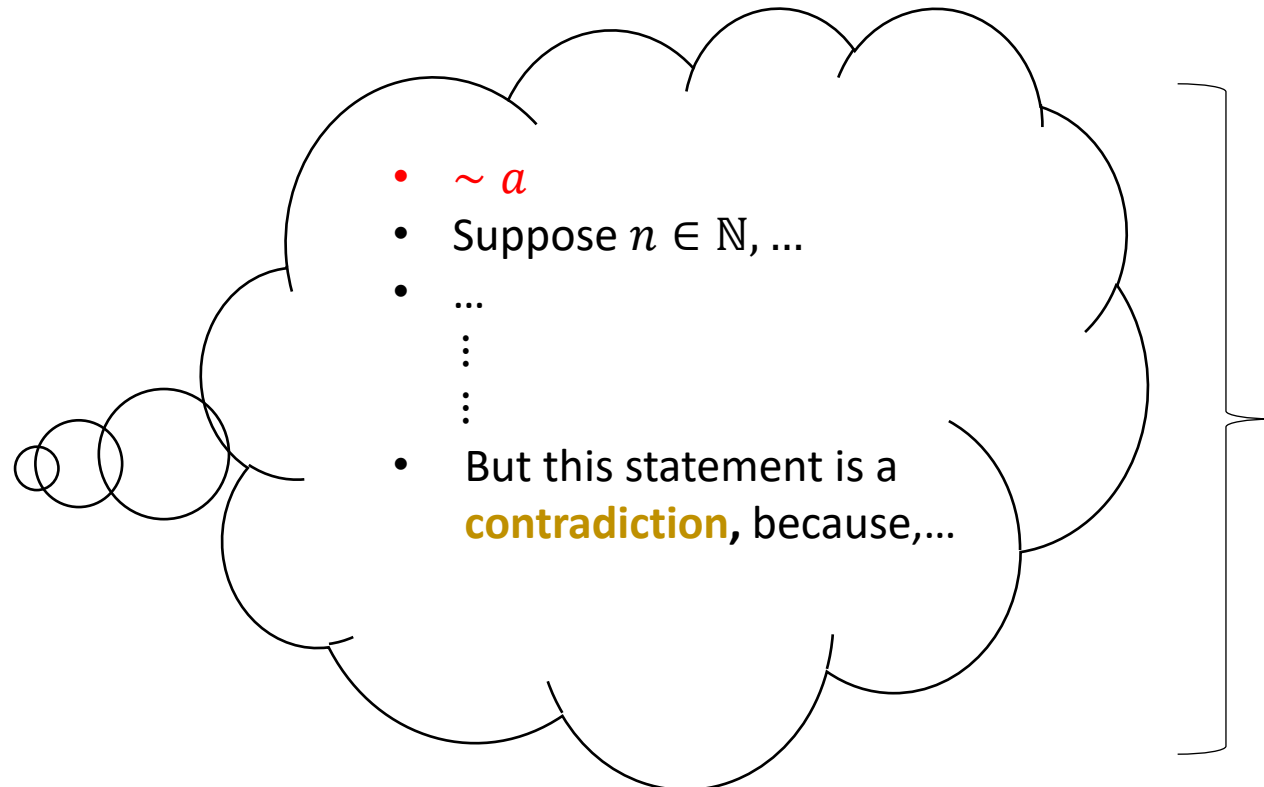 • ~ a
• Suppose n ∈ ℕ, ...
• ...
⋮
⋮
• But this statement is a
contradiction, because,...